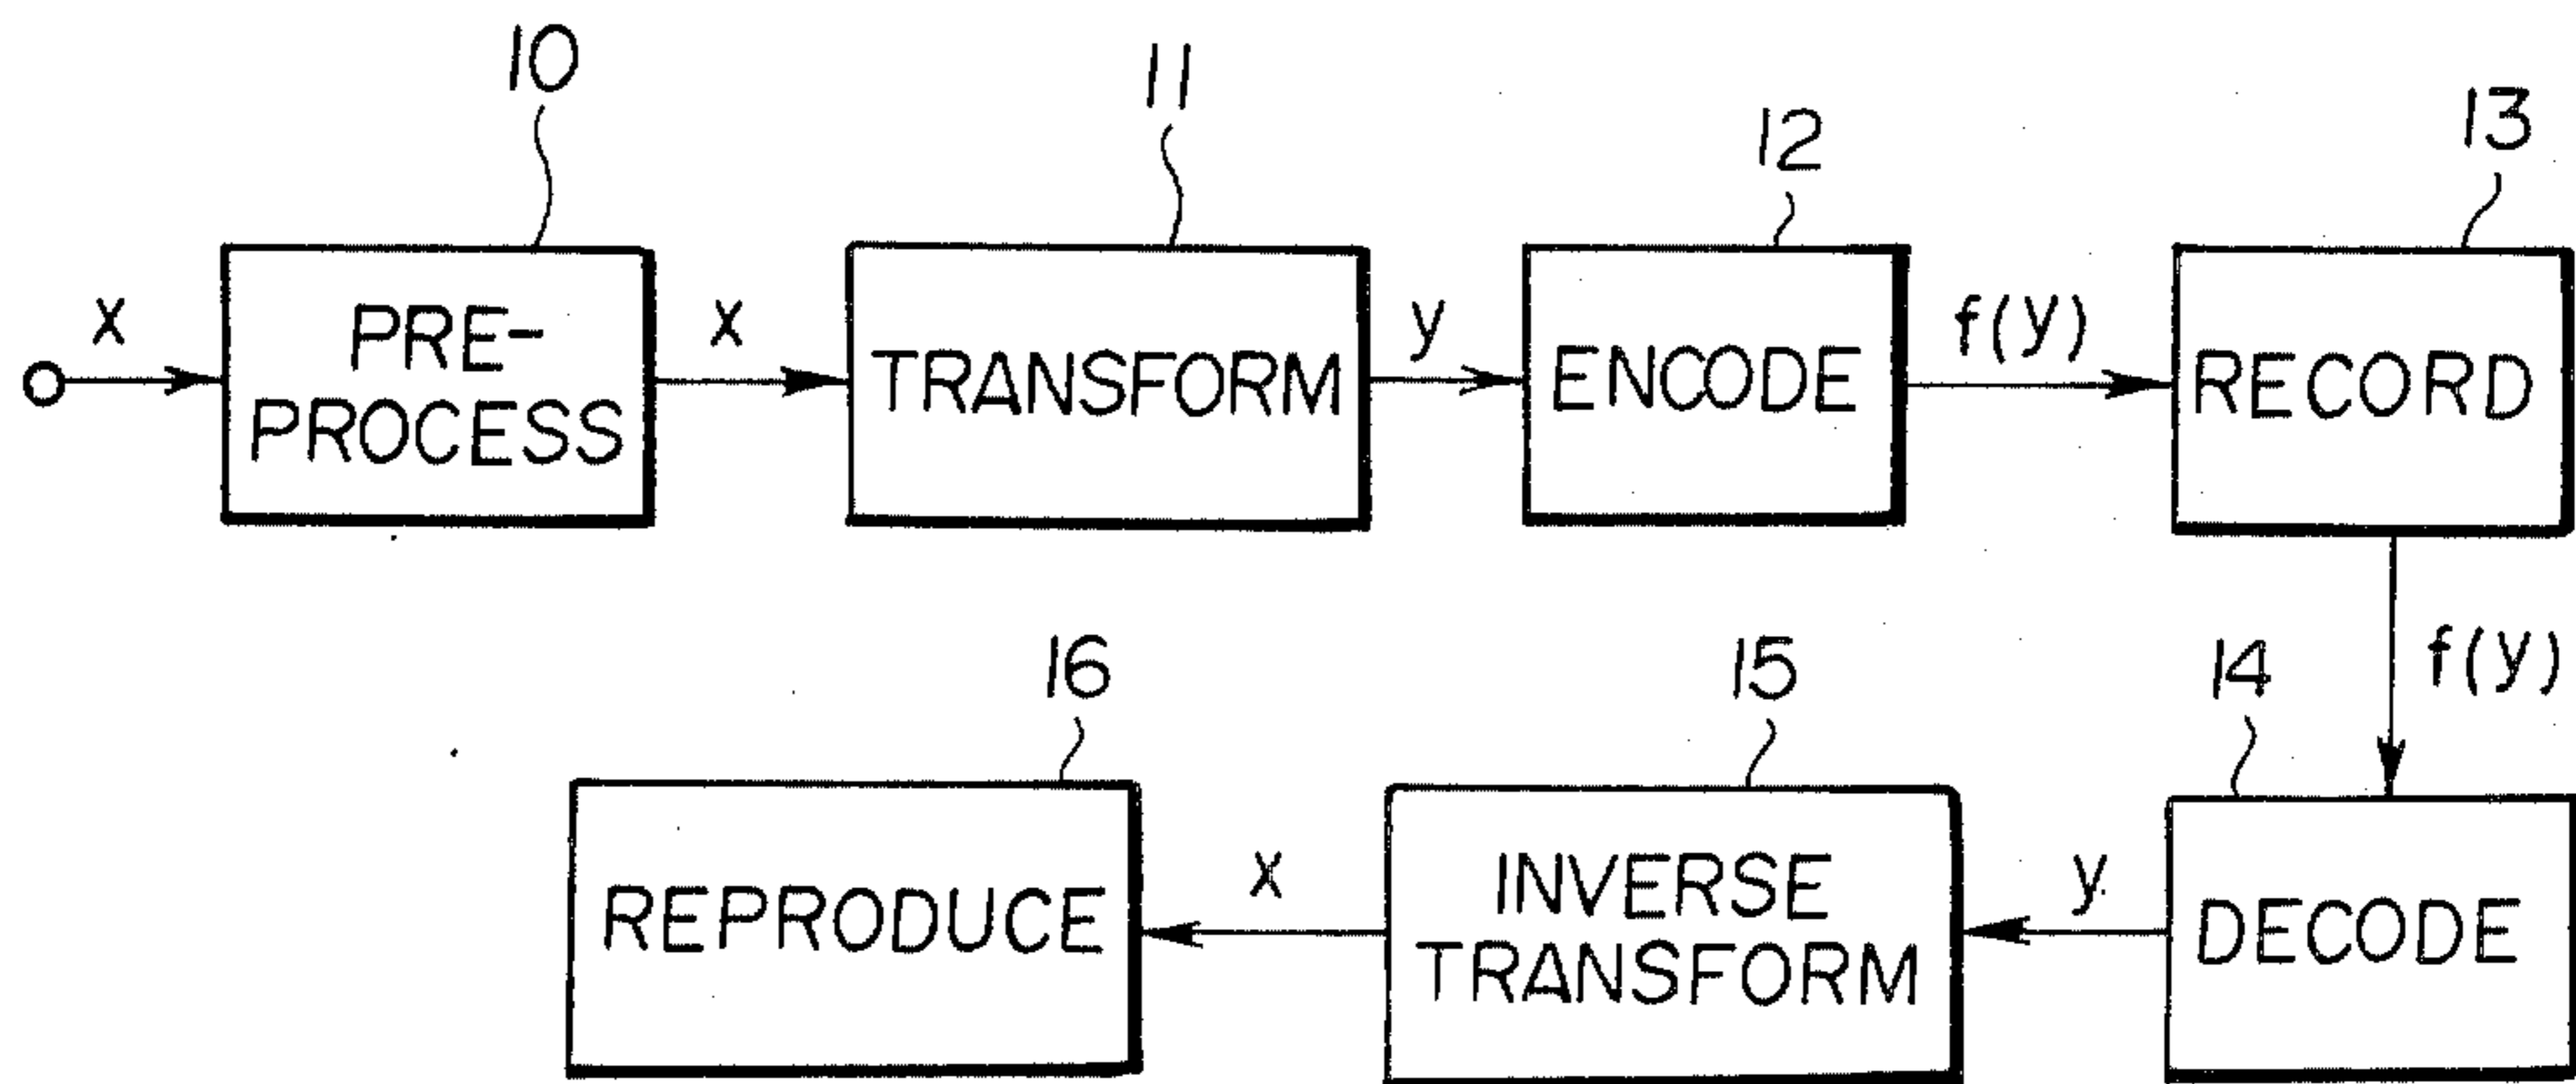 10
11
12
13
x
PRE-
PROCESS
x
TRANSFORM
y
ENCODE
f(y)
RECORD
f(y)
16
15
14
REPRODUCE
x
INVERSE
TRANSFORM
y
DECODE